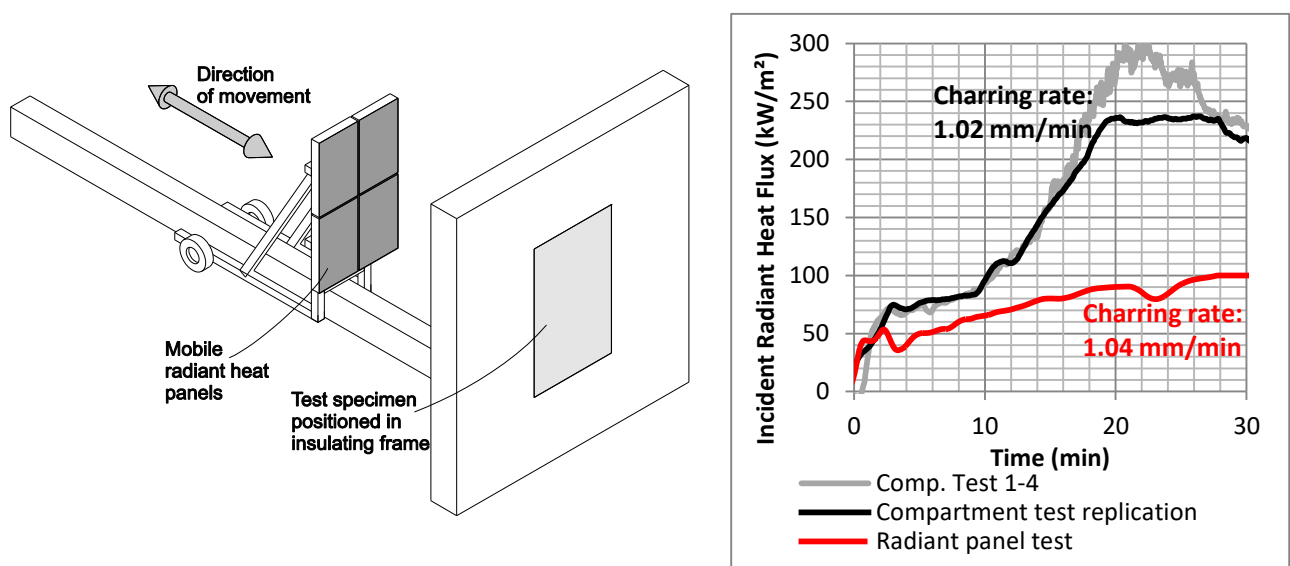 Direction
of movement
Mobile
radiant heat
panels
Test specimen
positioned in
insulating frame
Incident Radiant Heat Flux (kW/m²)
300
250
200
150
100
50
0
Charring rate:
1.02 mm/min
Charring rate:
1.04 mm/min
0 10 20 30
Time (min)
Comp. Test 1-4
Compartment test replication
Radiant panel test